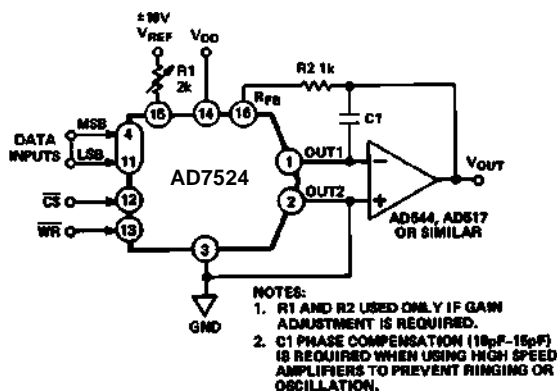 ±10V
VREF
VDD
R1
2k
R2 1k
RFB
C1
15
14
16
MSB
4
DATA
INPUTS
LSB
11
AD7524
1
OUT1
−
VOUT
2
OUT2
+
CS
12
WR
13
3
AD544, AD517
OR SIMILAR
GND
NOTES:
1. R1 AND R2 USED ONLY IF GAIN
ADJUSTMENT IS REQUIRED.
2. C1 PHASE COMPENSATION (10pF–15pF)
IS REQUIRED WHEN USING HIGH SPEED
AMPLIFIERS TO PREVENT RINGING OR
OSCILLATION.